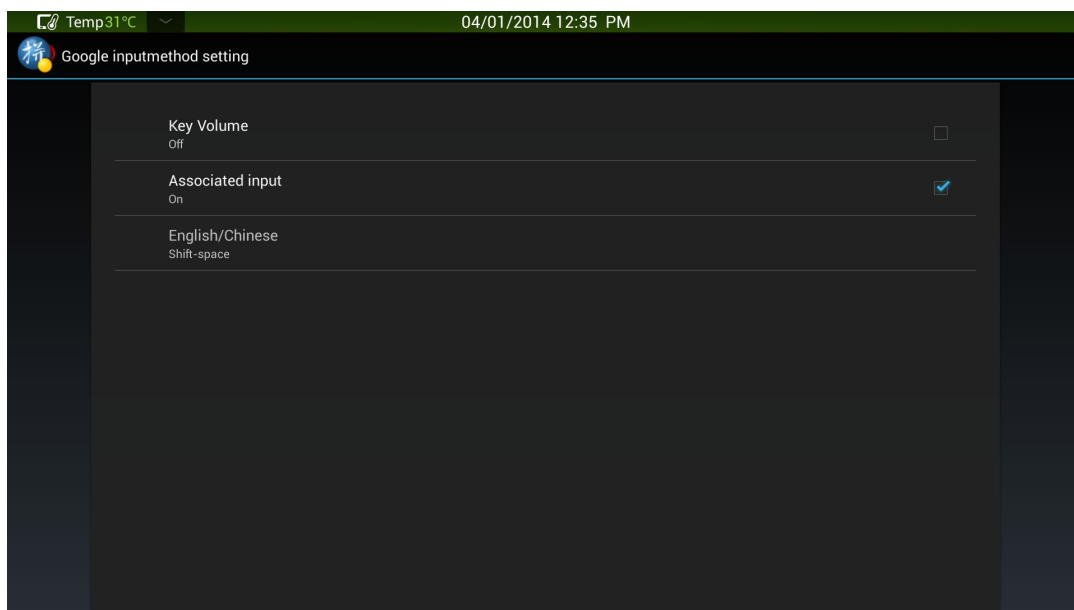 Temp31℃ 04/01/2014 12:35 PM
拼 Google inputmethod setting
Key Volume
Off
Associated input
On
English/Chinese
Shift-space